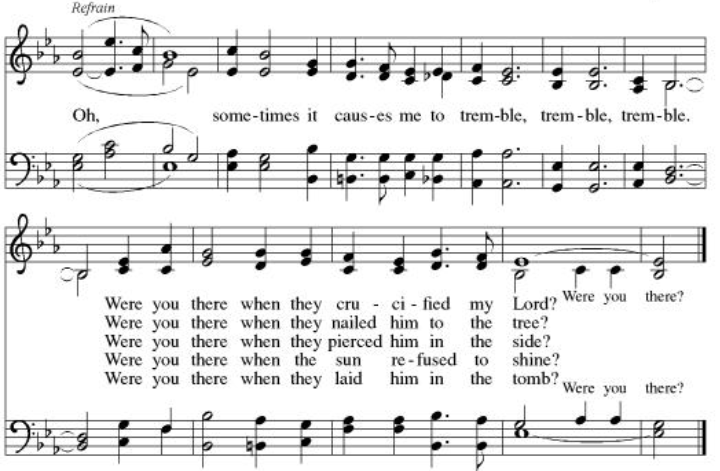 Refrain
Oh, some-times it caus-es me to trem-ble, trem-ble, trem-ble.
Were you there when they cru - ci - fied my Lord? Were you there?
Were you there when they nailed him to the tree?
Were you there when they pierced him in the side?
Were you there when the sun re-fused to shine?
Were you there when they laid him in the tomb? Were you there?